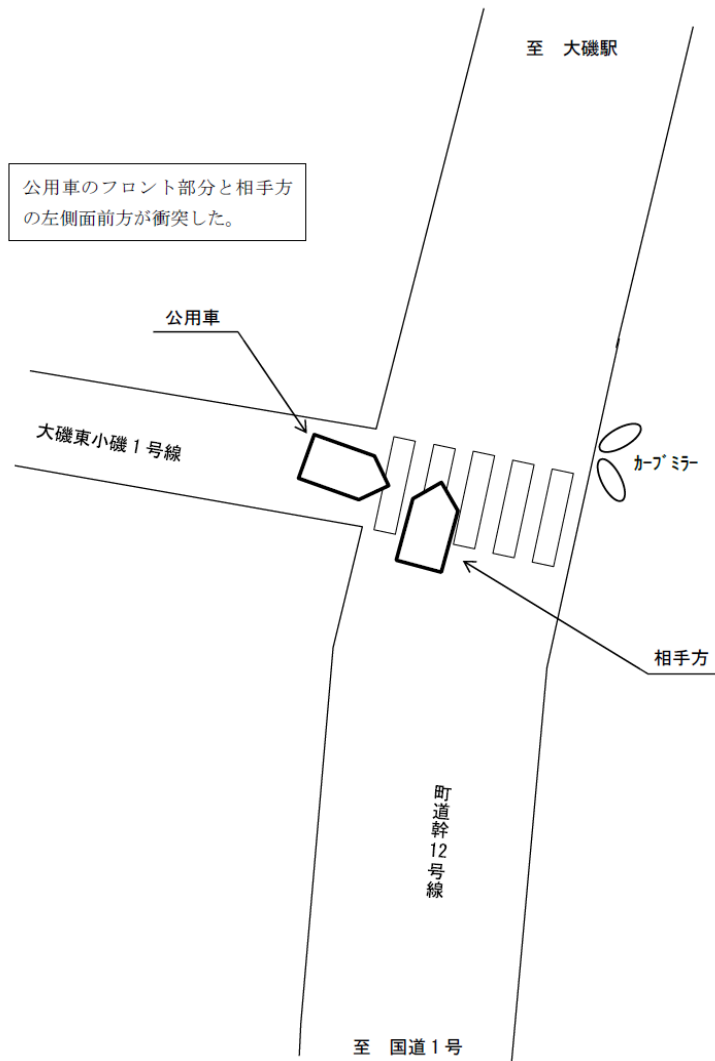 至　大磯駅
公用車のフロント部分と相手方
の左側面前方が衝突した。
公用車
大磯東小磯１号線
ｶｰﾌﾞﾐﾗｰ
相手方
町道幹12号線
至　国道１号